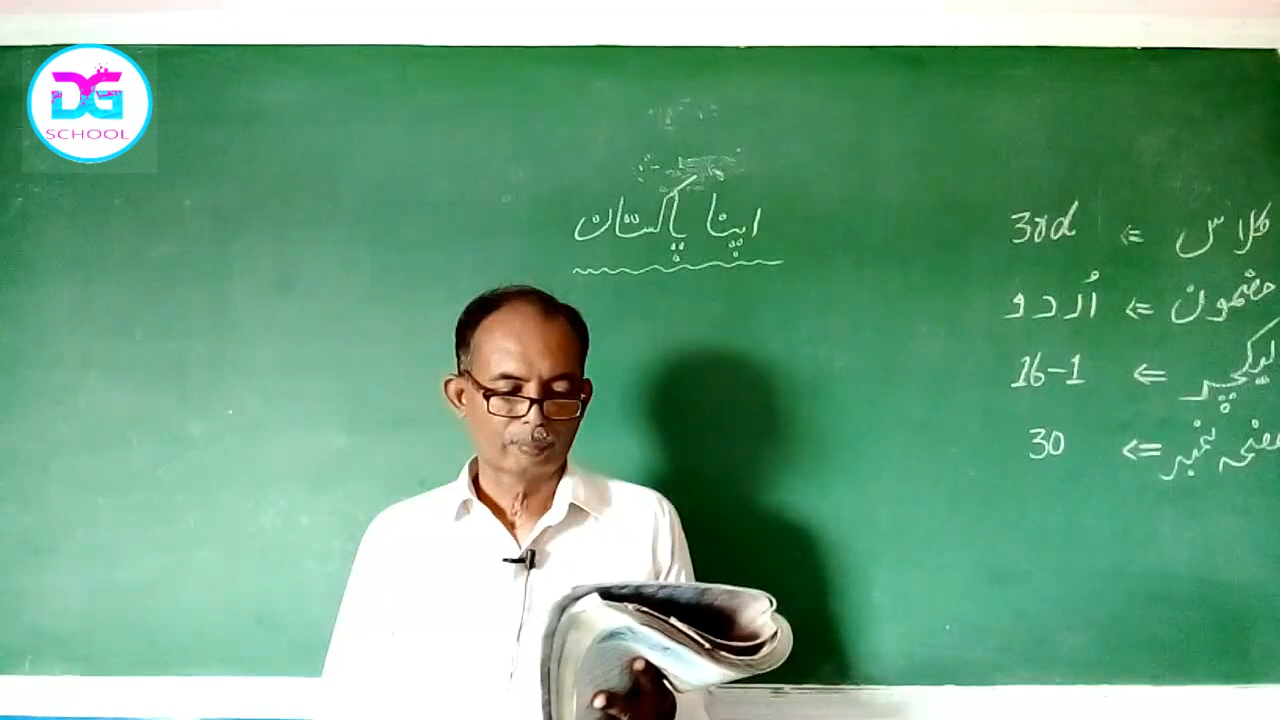 DG
SCHOOL
اپنا پاکستان
کلاس ⇐ 3rd
مضمون ⇐ اُردو
لیکچر ⇐ 16-1
صفحہ نمبر ⇐ 30